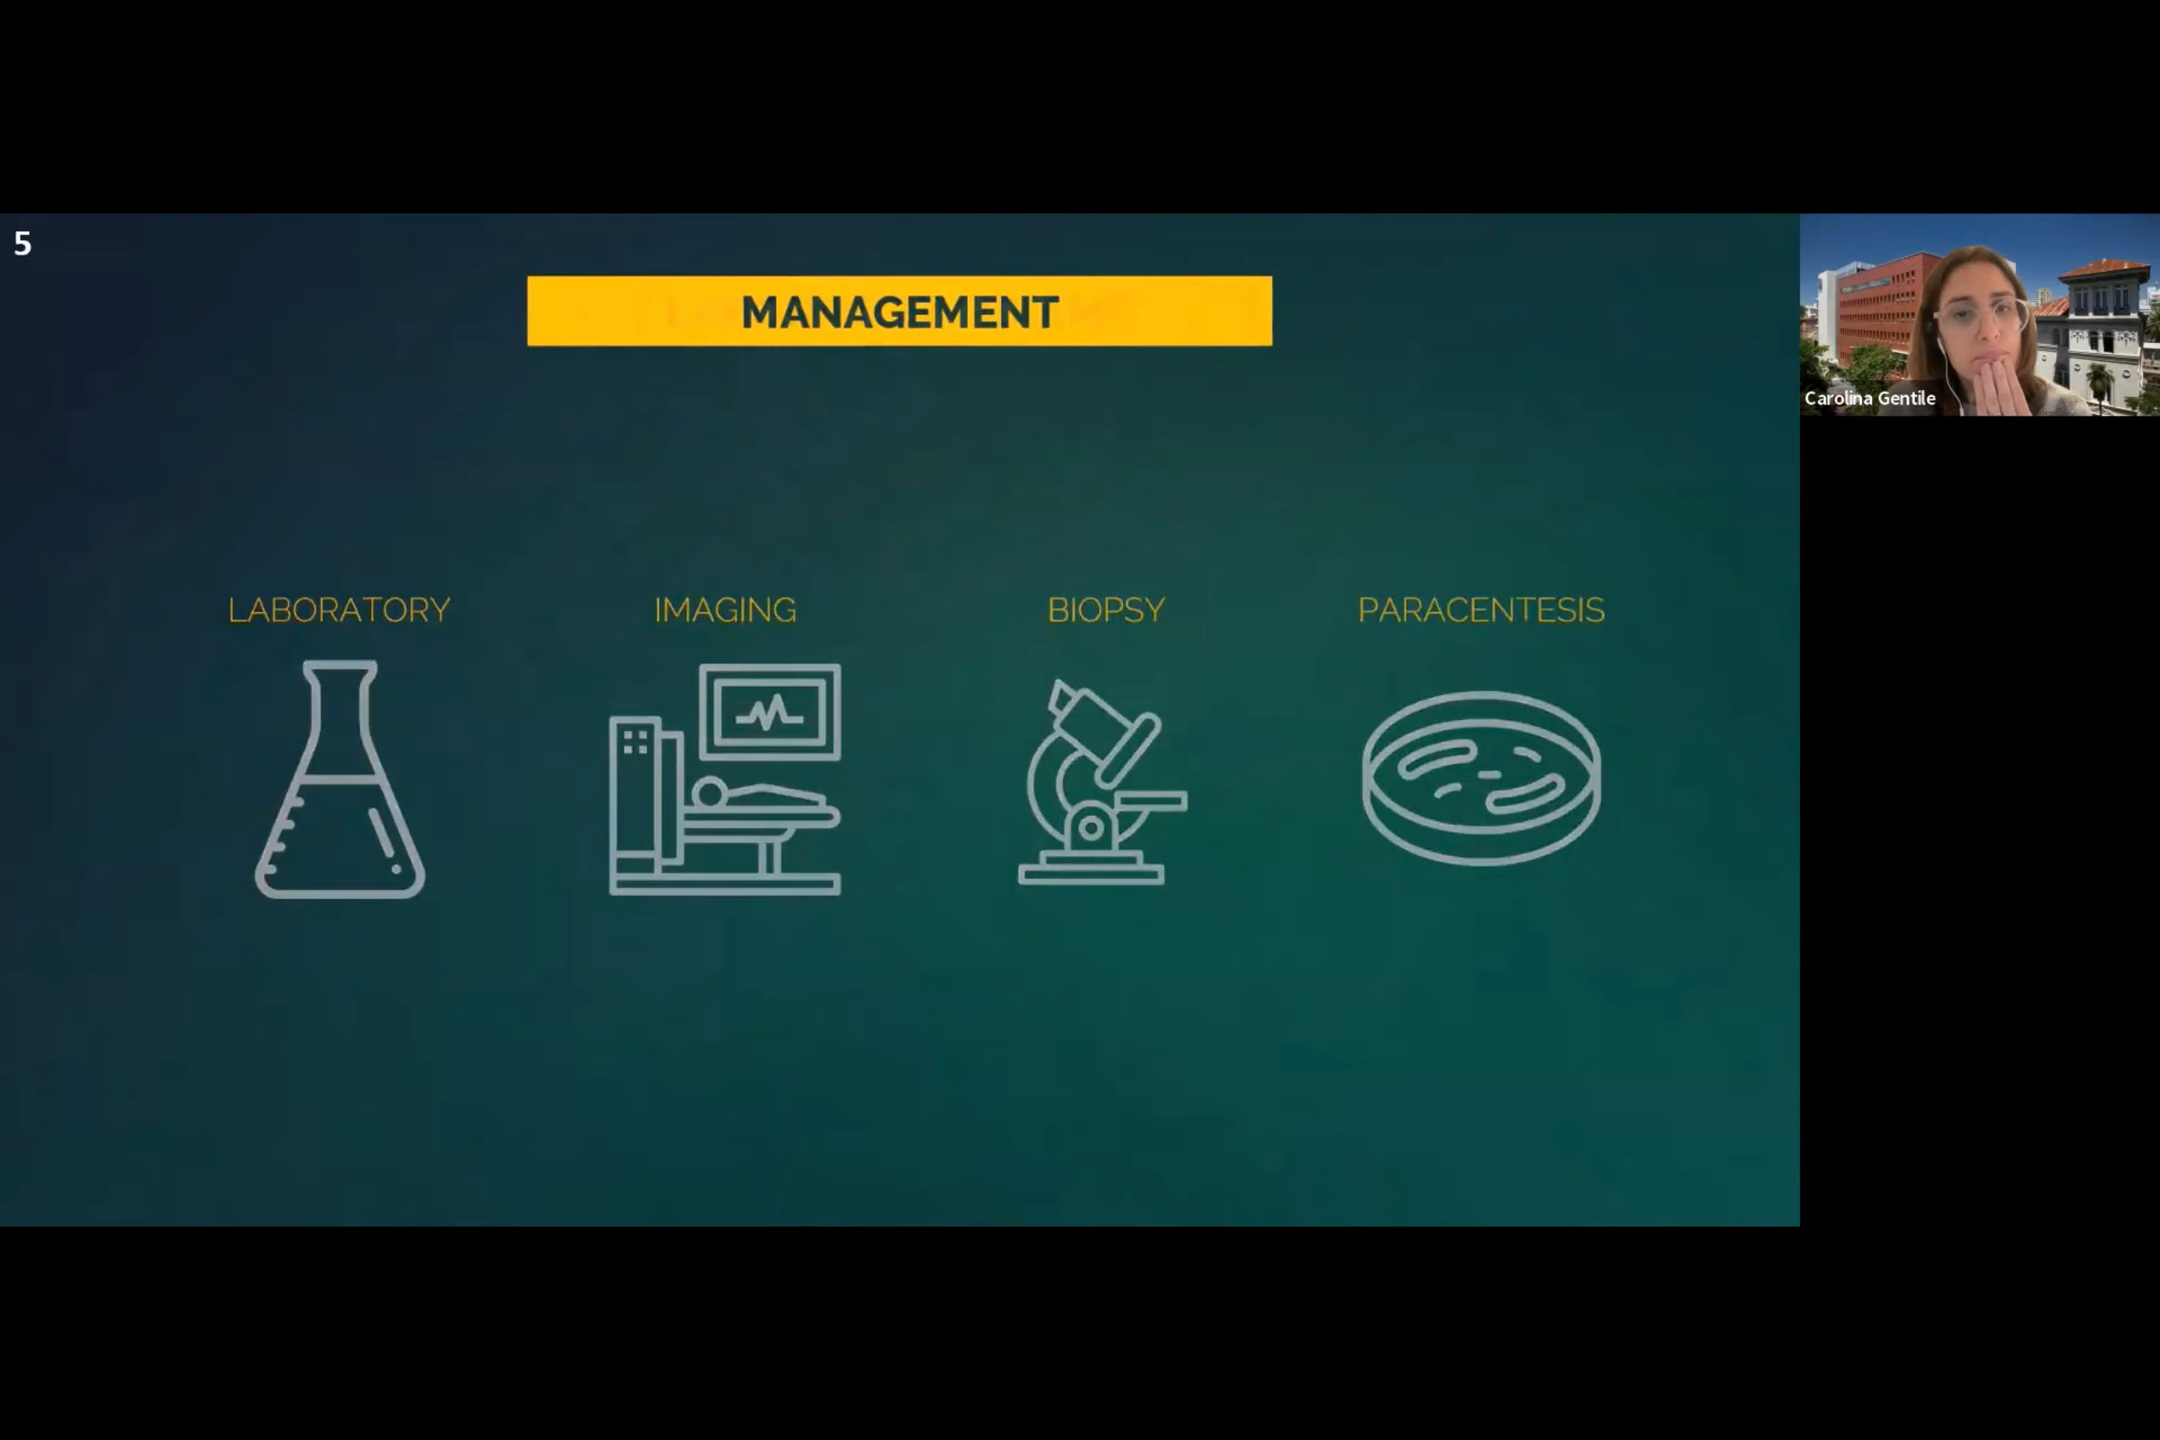 5
MANAGEMENT
LABORATORY
IMAGING
BIOPSY
PARACENTESIS
Carolina Gentile